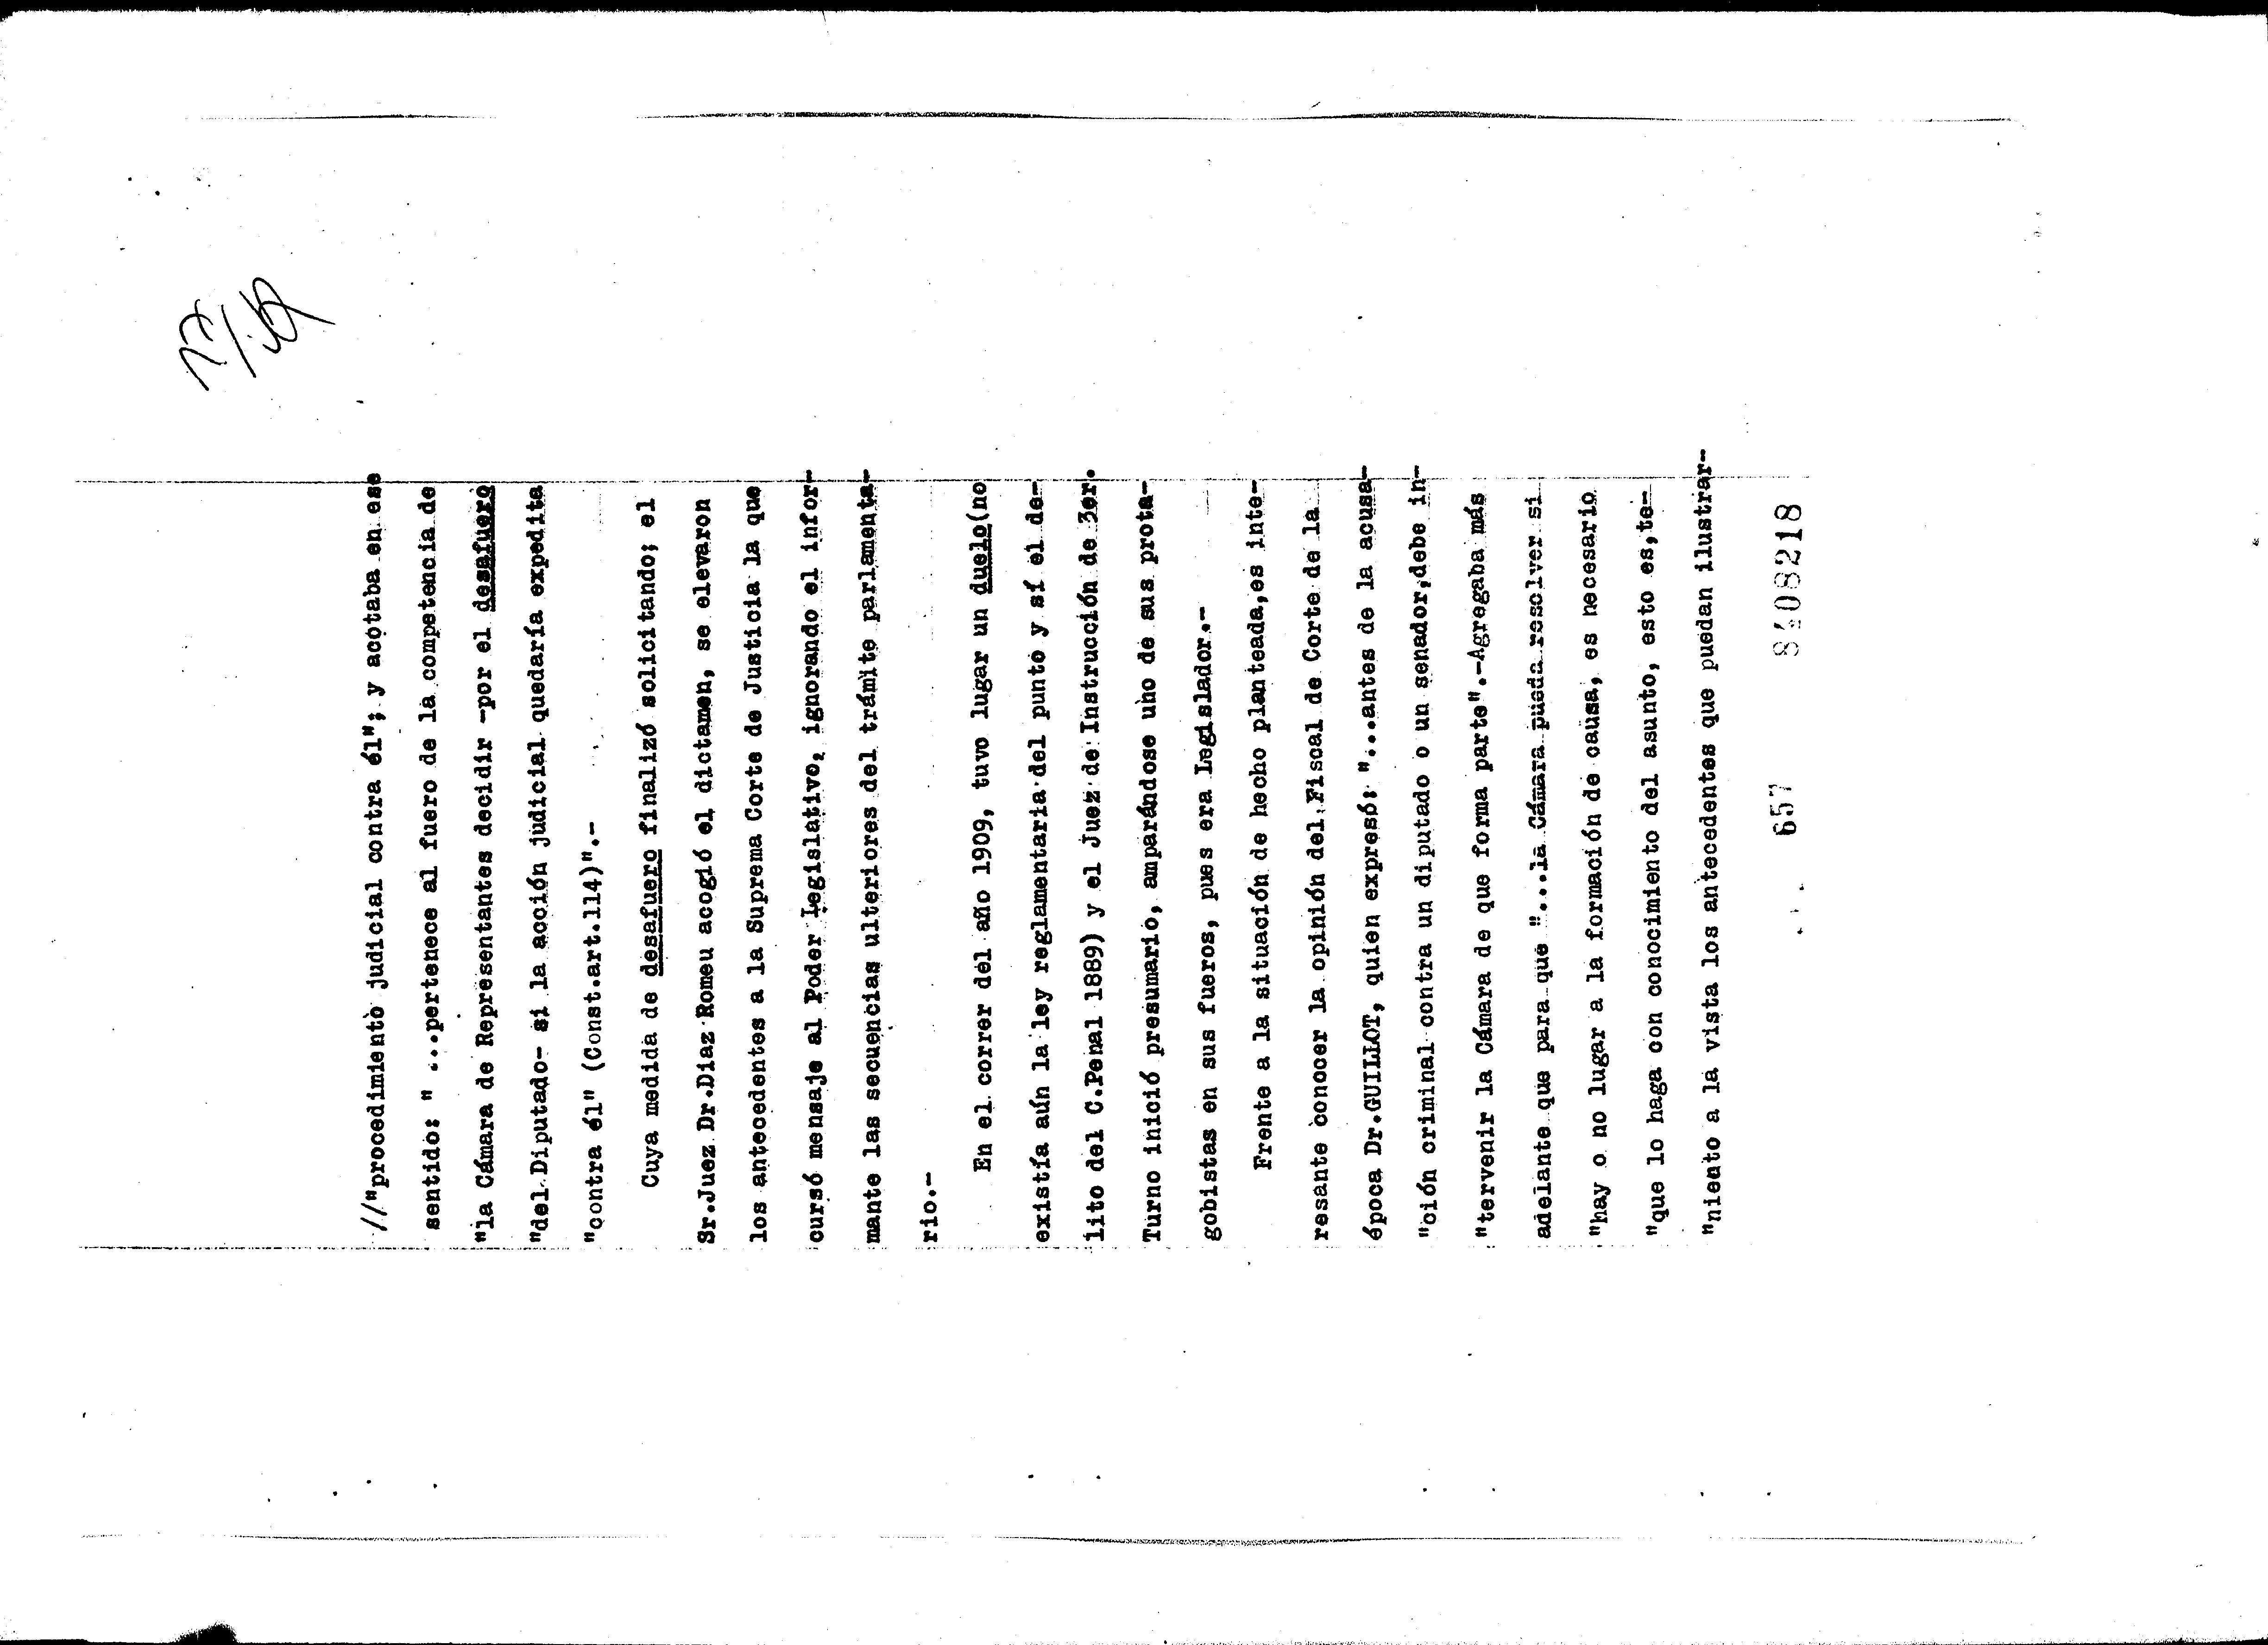 //"procedimiento judicial contra él"; y acotaba en ese
sentido: "...pertenece al fuero de la competencia de
"la Cámara de Representantes decidir -por el desafuero
"del Diputado- si la acción judicial quedaría expedita
"contra él" (Const.art.114)".-
Cuya medida de desafuero finalizó solicitando; el
Sr.Juez Dr.Diaz Romeu acogió el dictamen, se elevaron
los antecedentes a la Suprema Corte de Justicia la que
cursó mensaje al Poder Legislativo, ignorando el infor-
mante las secuencias ulteriores del trámite parlamenta-
rio.-
En el correr del año 1909, tuvo lugar un duelo(no
existía aún la ley reglamentaria del punto y sí el de-
lito del C.Penal 1889) y el Juez de Instrucción de 3er.
Turno inició presumario, amparándose uno de sus prota-
gobistas en sus fueros, pues era Legislador.-
Frente a la situación de hecho planteada,es inte-
resante conocer la opinión del Fiscal de Corte de la
época Dr.GUILLOT, quien expresó: "...antes de la acusa-
"ción criminal contra un diputado o un senador,debe in-
"tervenir la Cámara de que forma parte".-Agregaba más
adelante que para que "...la Cámara pueda resolver si
"hay o no lugar a la formación de causa, es necesario
"que lo haga con conocimiento del asunto, esto es,te-
"niendo a la vista los antecedentes que puedan ilustrar-
657 8408218